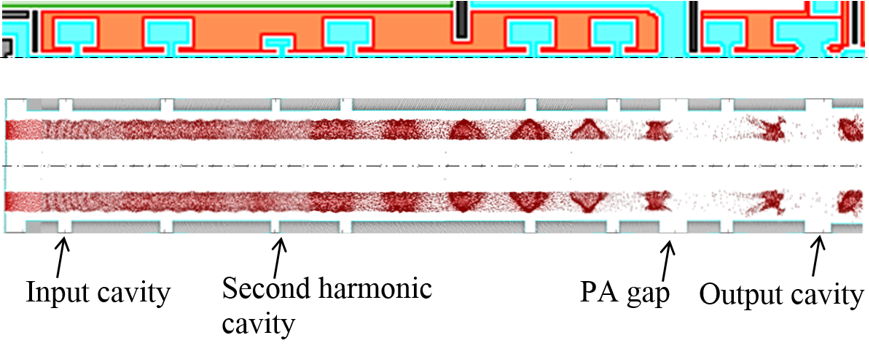 Input cavity
Second harmonic
cavity
PA gap
Output cavity